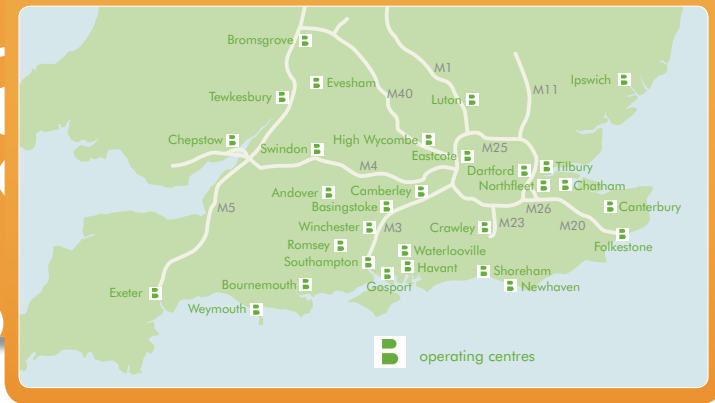 Bromsgrove
M1
Ipswich
Evesham
M40
M11
Tewkesbury
Luton
Chepstow
High Wycombe
Swindon
M25
Eastcote
M4
Tilbury
Dartford
Northfleet
Chatham
Andover
Camberley
Basingstoke
M5
M26
Canterbury
Winchester
M3
Crawley
M23
M20
Romsey
Waterlooville
Folkestone
Southampton
Havant
Shoreham
Bournemouth
Gosport
Newhaven
Exeter
Weymouth
operating centres